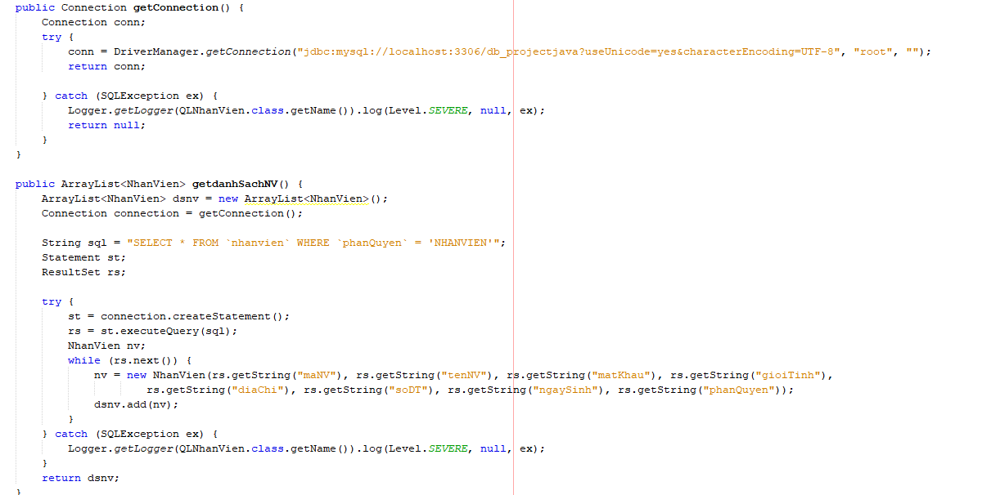 public Connection getConnection() {
Connection conn;
try {
conn = DriverManager.getConnection("jdbc:mysql://localhost:3306/db_projectjava?useUnicode=yes&characterEncoding=UTF-8", "root", "");
return conn;
} catch (SQLException ex) {
Logger.getLogger(QLNhanVien.class.getName()).log(Level.SEVERE, null, ex);
return null;
}
}
public ArrayList<NhanVien> getdanhSachNV() {
ArrayList<NhanVien> dsnv = new ArrayList<NhanVien>();
Connection connection = getConnection();
String sql = "SELECT * FROM `nhanvien` WHERE `phanQuyen` = 'NHANVIEN'";
Statement st;
ResultSet rs;
try {
st = connection.createStatement();
rs = st.executeQuery(sql);
NhanVien nv;
while (rs.next()) {
nv = new NhanVien(rs.getString("maNV"), rs.getString("tenNV"), rs.getString("matKhau"), rs.getString("gioiTinh"),
rs.getString("diaChi"), rs.getString("soDT"), rs.getString("ngaySinh"), rs.getString("phanQuyen"));
dsnv.add(nv);
}
} catch (SQLException ex) {
Logger.getLogger(QLNhanVien.class.getName()).log(Level.SEVERE, null, ex);
}
return dsnv;
}